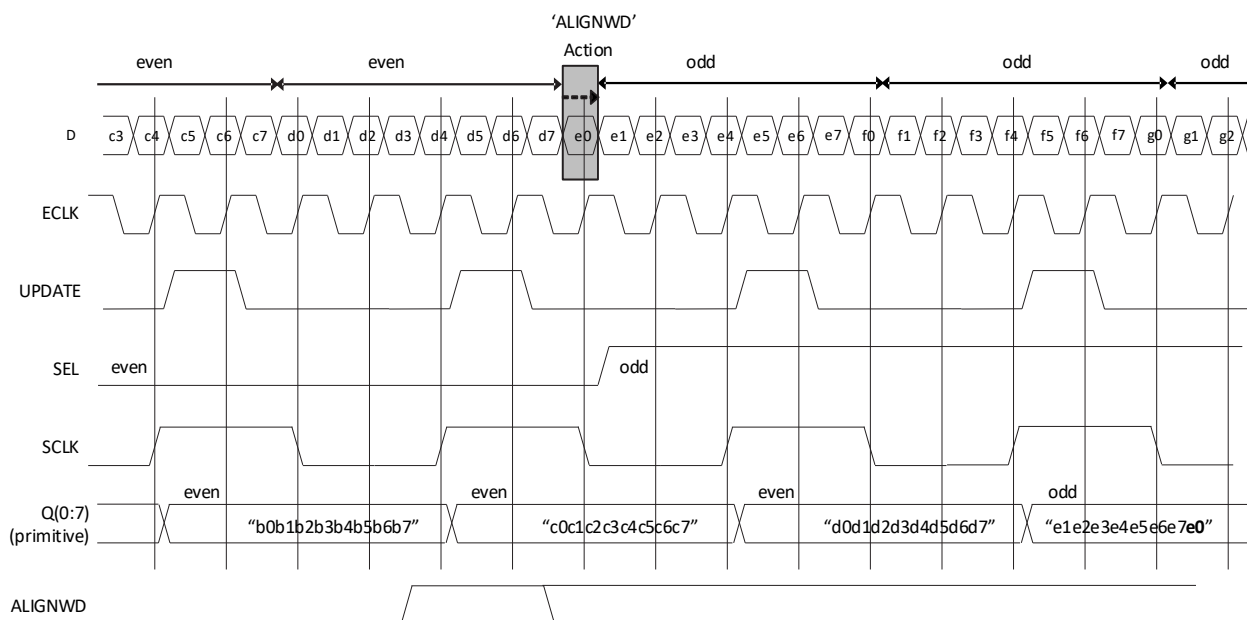 ‘ALIGNWD’
Action
even even odd odd odd
D c3 c4 c5 c6 c7 d0 d1 d2 d3 d4 d5 d6 d7 e0 e1 e2 e3 e4 e5 e6 e7 f0 f1 f2 f3 f4 f5 f6 f7 g0 g1 g2
ECLK
UPDATE
SEL even odd
SCLK
even even even odd
Q(0:7) “b0b1b2b3b4b5b6b7” “c0c1c2c3c4c5c6c7” “d0d1d2d3d4d5d6d7” “e1e2e3e4e5e6e7e0”
(primitive)
ALIGNWD